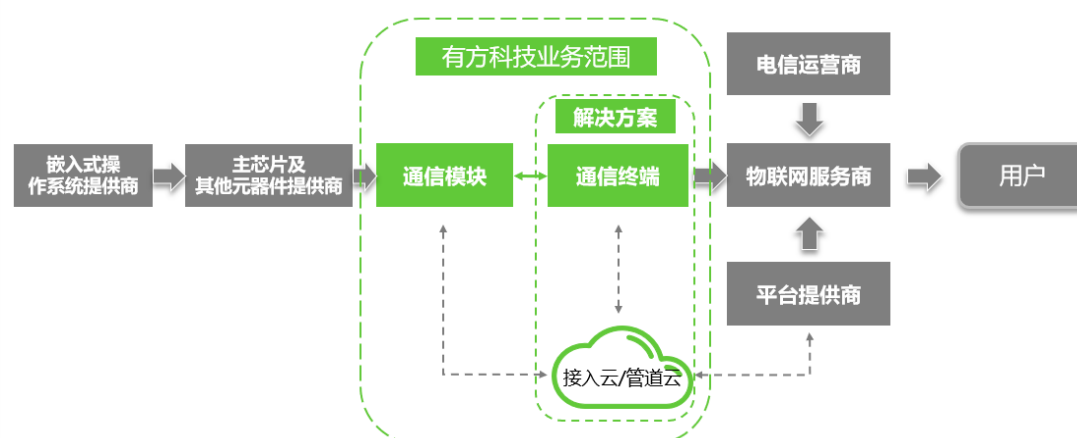 有方科技业务范围
电信运营商
解决方案
嵌入式操
作系统提供商
主芯片及
其他元器件提供商
通信模块
通信终端
物联网服务商
用户
平台提供商
接入云/管道云